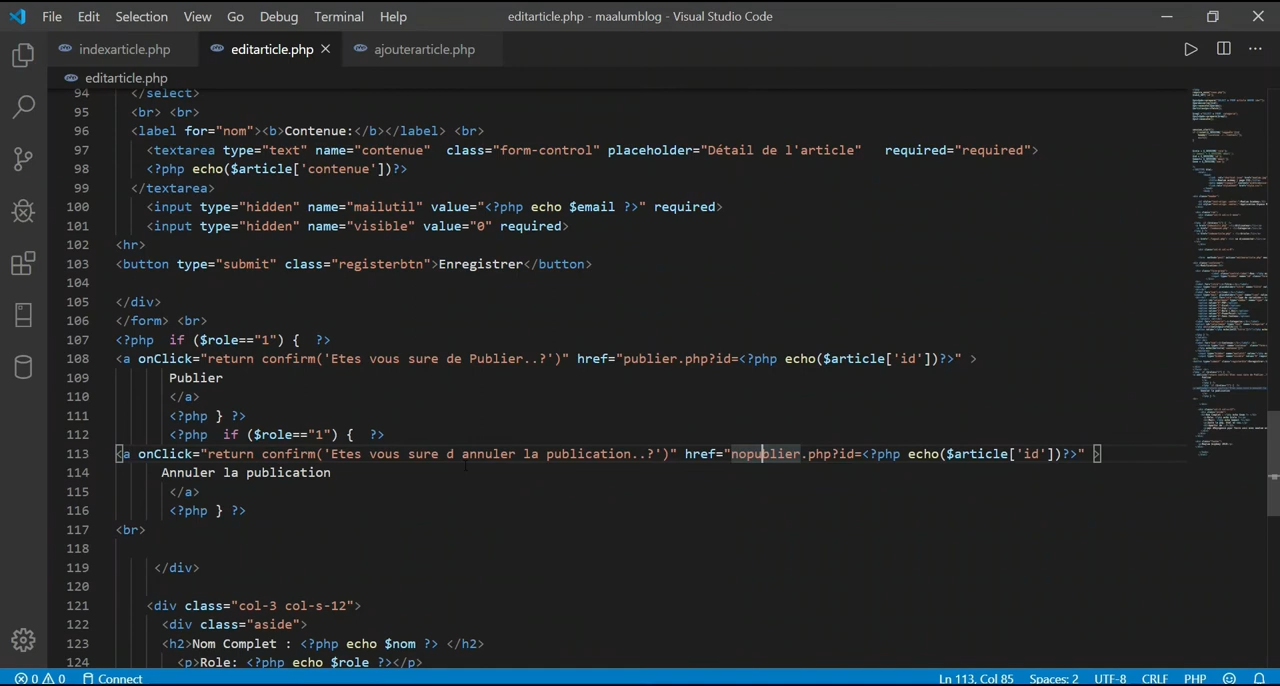 File Edit Selection View Go Debug Terminal Help editarticle.php - maalumblog - Visual Studio Code
indexarticle.php editarticle.php ajouterarticle.php
editarticle.php
94 </select>
95 <br> <br>
96 <label for="nom"><b>Contenue:</b></label> <br>
97 <textarea type="text" name="contenue" class="form-control" placeholder="Détail de l'article" required="required">
98 <?php echo($article['contenue'])?>
99 </textarea>
100 <input type="hidden" name="mailutil" value="<?php echo $email ?>" required>
101 <input type="hidden" name="visible" value="0" required>
102 <hr>
103 <button type="submit" class="registerbtn">Enregistrer</button>
104
105 </div>
106 </form> <br>
107 <?php if ($role=="1") { ?>
108 <a onClick="return confirm('Etes vous sure de Publier..?')" href="publier.php?id=<?php echo($article['id'])?>" >
109 Publier
110 </a>
111 <?php } ?>
112 <?php if ($role=="1") { ?>
113 <a onClick="return confirm('Etes vous sure d annuler la publication..?')" href="nopublier.php?id=<?php echo($article['id'])?>" >
114 Annuler la publication
115 </a>
116 <?php } ?>
117 <br>
118
119 </div>
120
121 <div class="col-3 col-s-12">
122 <div class="aside">
123 <h2>Nom Complet : <?php echo $nom ?> </h2>
124 <p>Role: <?php echo $role ?></p>
0 0 Connect Ln 113, Col 85 Spaces: 2 UTF-8 CRLF PHP